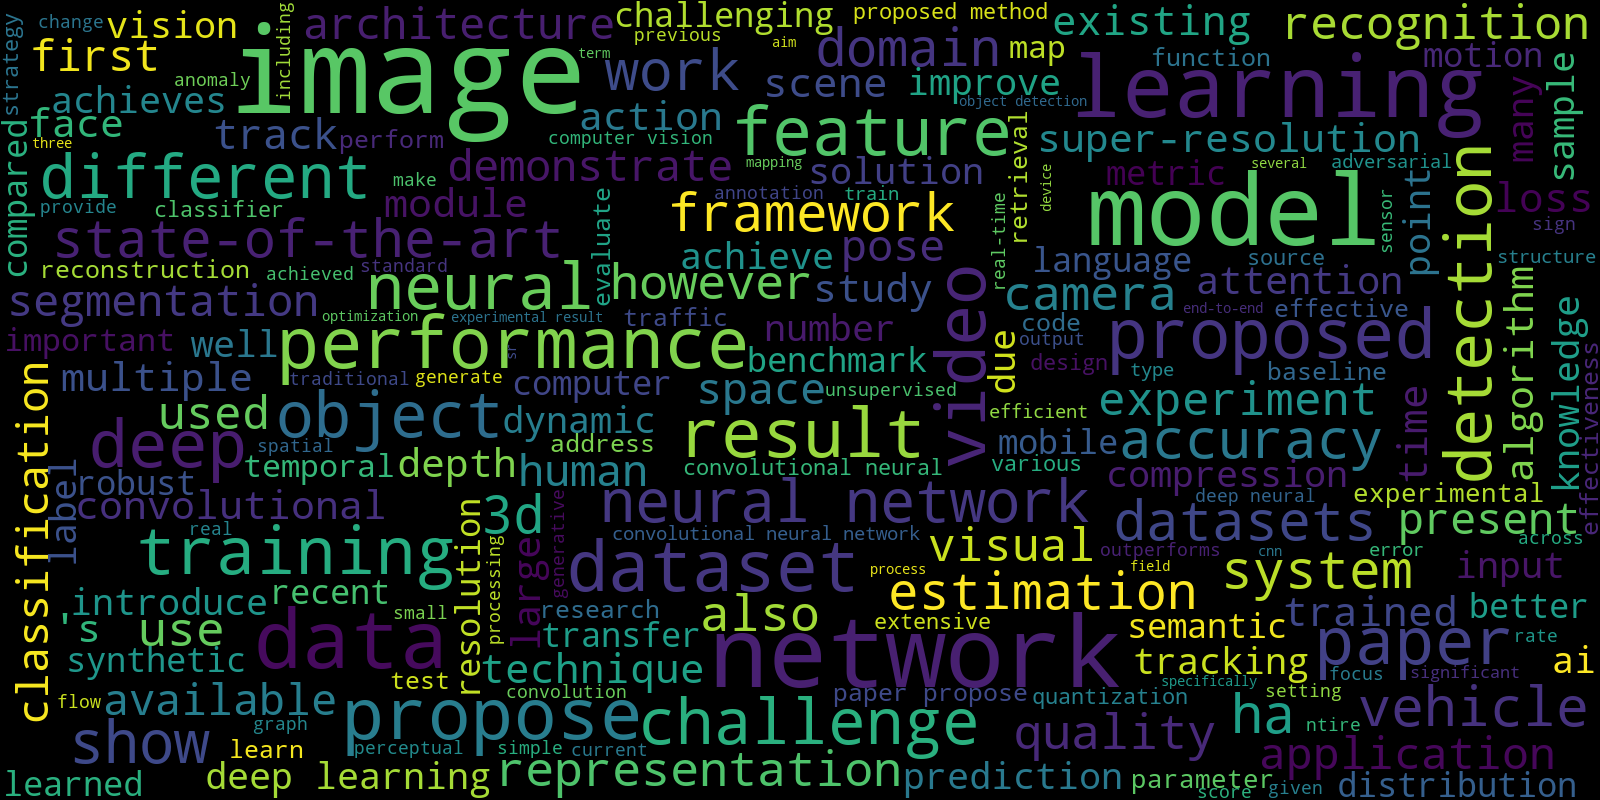 strategy
change
vision
first
anomaly
achieves
image
including
architecture
challenging
previous
aim
term
proposed method
existing
recognition
work
domain
map
function
motion
scene
improve
object detection
learning
many
sample
compared
face
three
track
perform
action
computer vision
feature
mapping
super-resolution
several
adversarial
different
make
demonstrate
solution
retrieval
device
metric
provide
classifier
module
annotation
train
framework
model
sensor
point
loss
sign
state-of-the-art
evaluate
achieve
pose
real-time
language
source
detection
structure
reconstruction
achieved
standard
neural
however
study
camera
attention
segmentation
optimization
experimental result
traffic
video
end-to-end
effective
algorithm
knowledge
important
well
performance
sr
number
due
code
output
proposed
benchmark
design
type
baseline
effectiveness
classification
multiple
traditional
generate
computer
space
unsupervised
experiment
time
used
object
dynamic
result
efficient
deep
spatial
address
mobile
accuracy
label
robust
temporal
depth
human
convolutional neural
various
compression
convolutional
resolution
3d
generative
neural network
deep neural
experimental
datasets
present
real
training
processing
large
convolutional neural network
visual
outperforms
cnn
error
across
dataset
process
field
system
input
recent
estimation
introduce
small
research
also
extensive
trained
better
's
use
data
transfer
network
semantic
paper
rate
synthetic
technique
tracking
ai
test
specifically
focus
significant
flow
available
convolution
paper propose
quantization
setting
graph
propose
challenge
quality
ha
ntire
vehicle
show
learn
perceptual
simple
current
application
learned
deep learning
representation
prediction
parameter
score
given
distribution